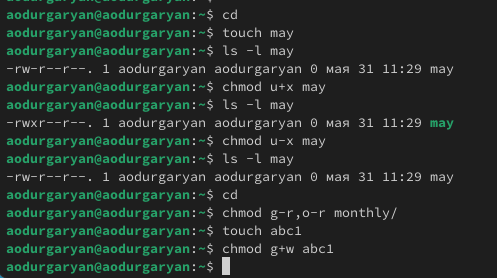 aodurgaryan@aodurgaryan:~$ cd
aodurgaryan@aodurgaryan:~$ touch may
aodurgaryan@aodurgaryan:~$ ls -l may
-rw-r--r--. 1 aodurgaryan aodurgaryan 0 мая 31 11:29 may
aodurgaryan@aodurgaryan:~$ chmod u+x may
aodurgaryan@aodurgaryan:~$ ls -l may
-rwxr--r--. 1 aodurgaryan aodurgaryan 0 мая 31 11:29 may
aodurgaryan@aodurgaryan:~$ chmod u-x may
aodurgaryan@aodurgaryan:~$ ls -l may
-rw-r--r--. 1 aodurgaryan aodurgaryan 0 мая 31 11:29 may
aodurgaryan@aodurgaryan:~$ cd
aodurgaryan@aodurgaryan:~$ chmod g-r,o-r monthly/
aodurgaryan@aodurgaryan:~$ touch abc1
aodurgaryan@aodurgaryan:~$ chmod g+w abc1
aodurgaryan@aodurgaryan:~$